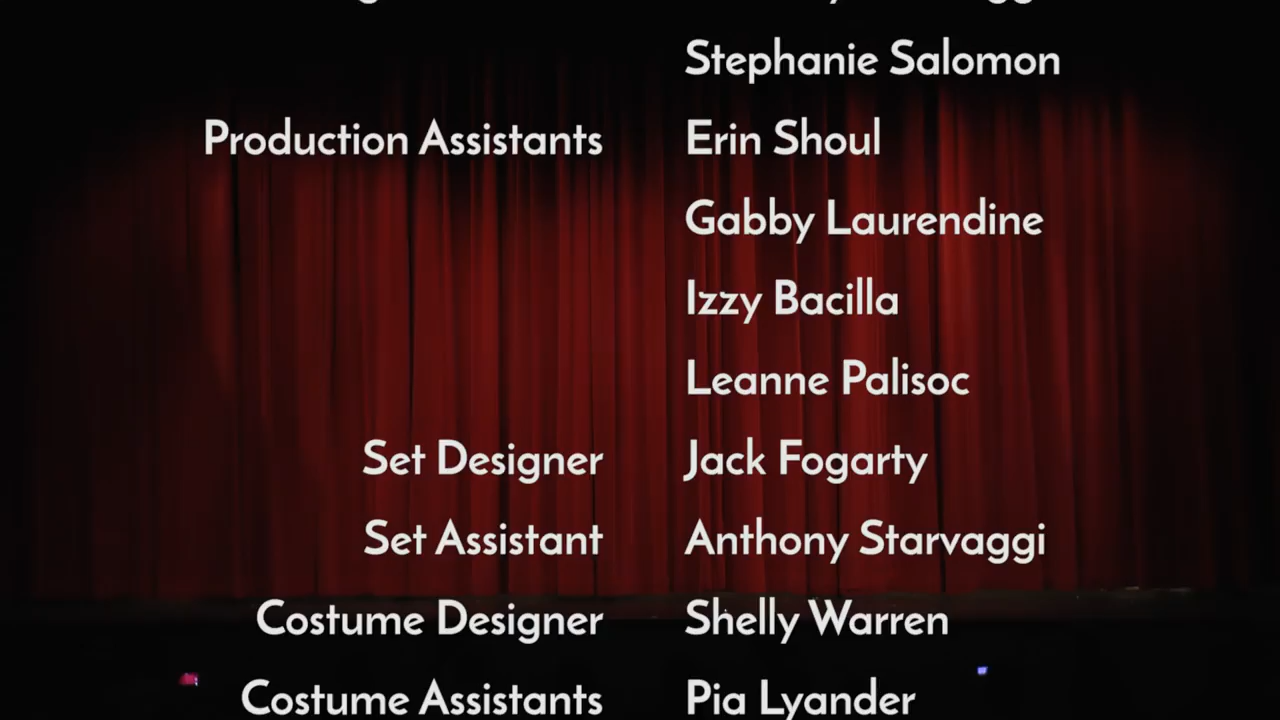 Stephanie Salomon
Production Assistants Erin Shoul
Gabby Laurendine
Izzy Bacilla
Leanne Palisoc
Set Designer Jack Fogarty
Set Assistant Anthony Starvaggi
Costume Designer Shelly Warren
Costume Assistants Pia Lyander